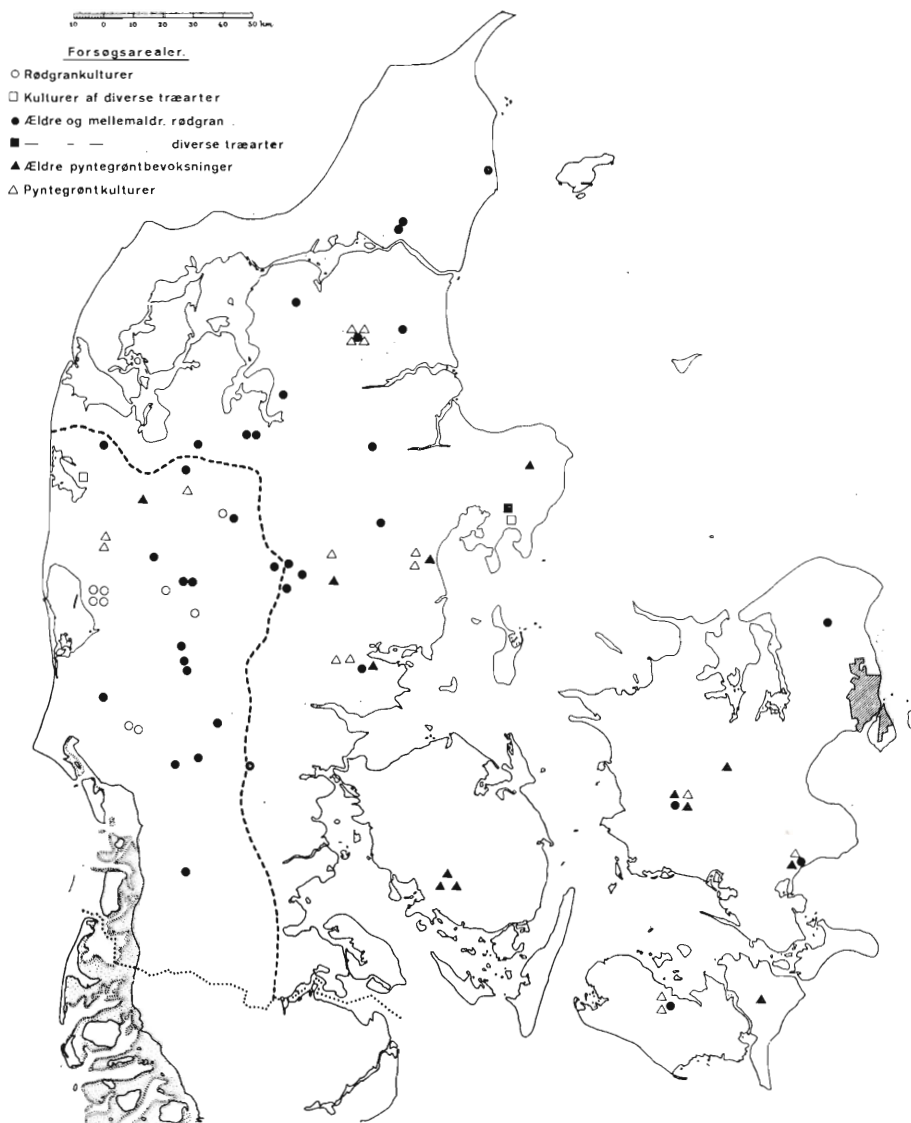 10 0 10 20 30 40 50 km.
Forsøgsarealer.
Rødgrankulturer
Kulturer af diverse træarter
Ældre og mellemaldr. rødgran .
— - — diverse træarter
Ældre pyntegrøntbevoksninger
Pyntegrøntkulturer